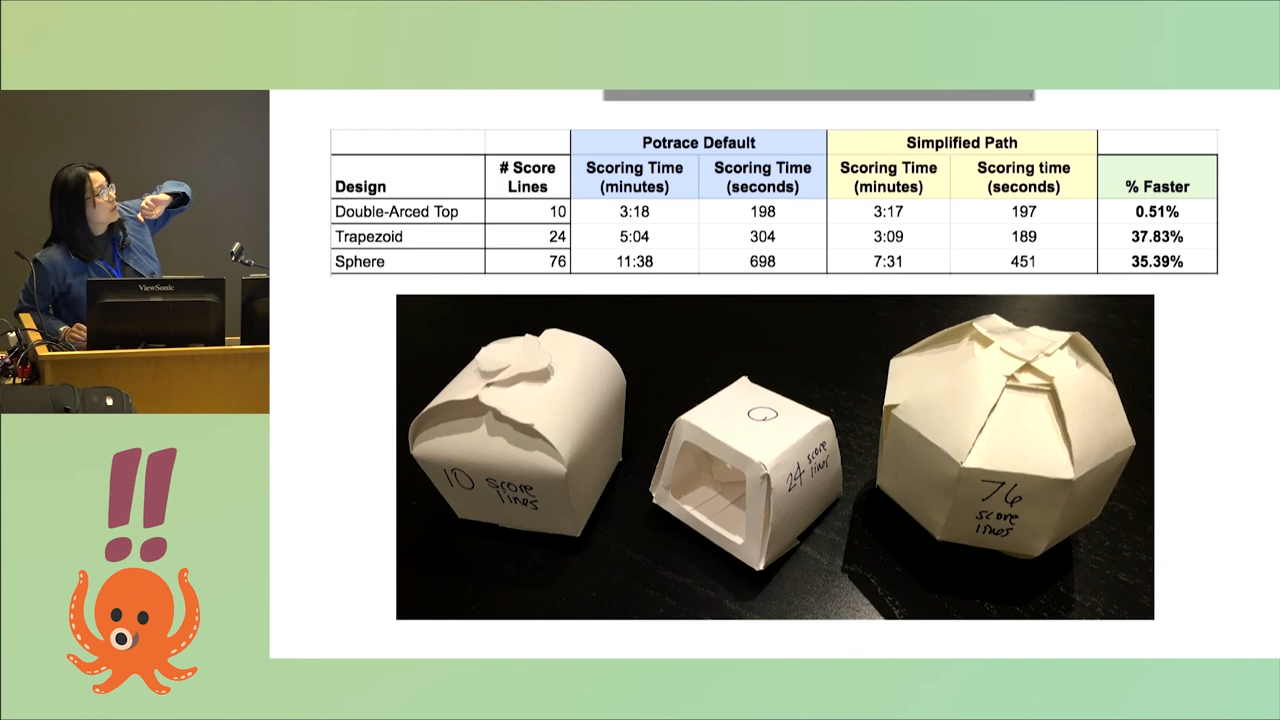 Potrace Default Simplified Path
Design # Score Lines Scoring Time (minutes) Scoring Time (seconds) Scoring Time (minutes) Scoring time (seconds) % Faster
Double-Arced Top 10 3:18 198 3:17 197 0.51%
Trapezoid 24 5:04 304 3:09 189 37.83%
Sphere 76 11:38 698 7:31 451 35.39%
ViewSonic
10 score
lines
24 score
lines
76
score
lines
!!